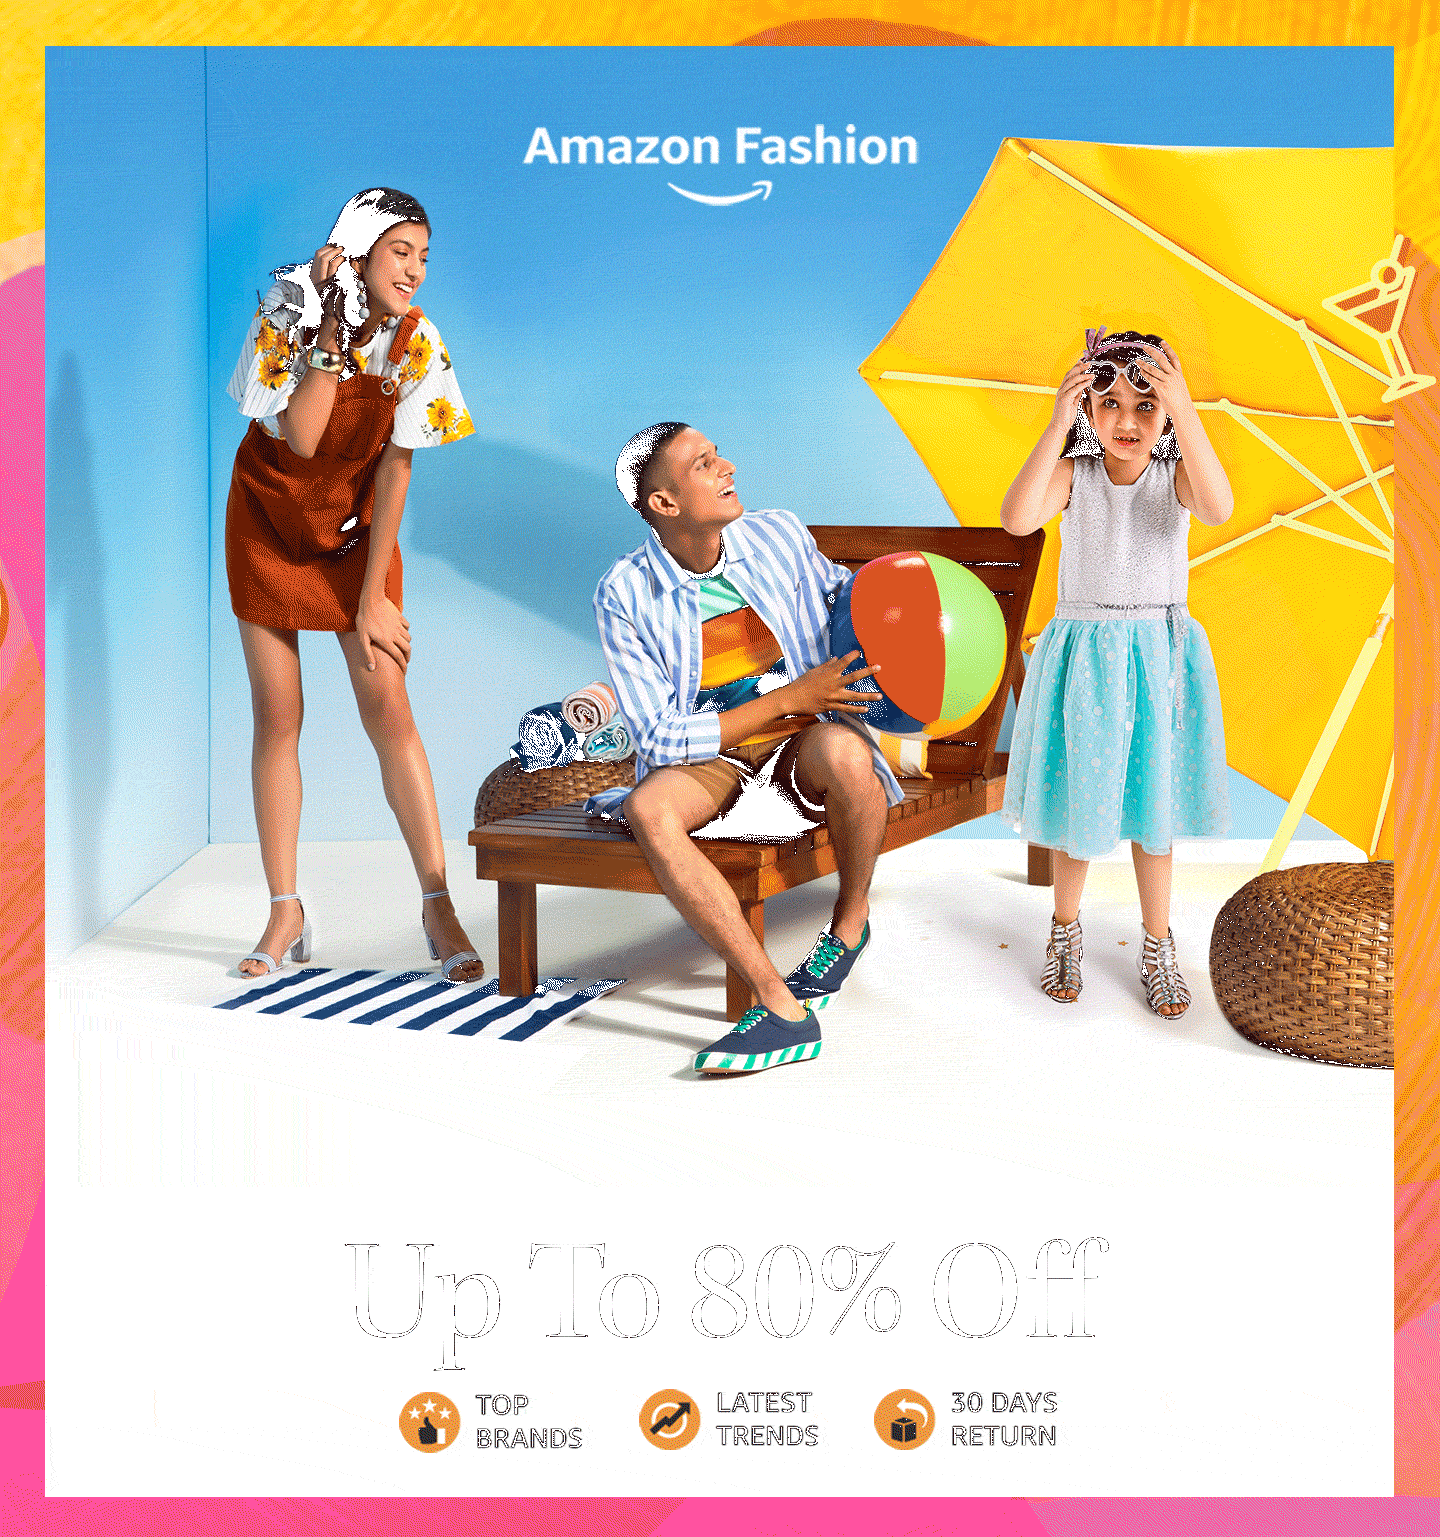 Amazon Fashion
Up To 80% Off
TOP
BRANDS
LATEST
TRENDS
30 DAYS
RETURN